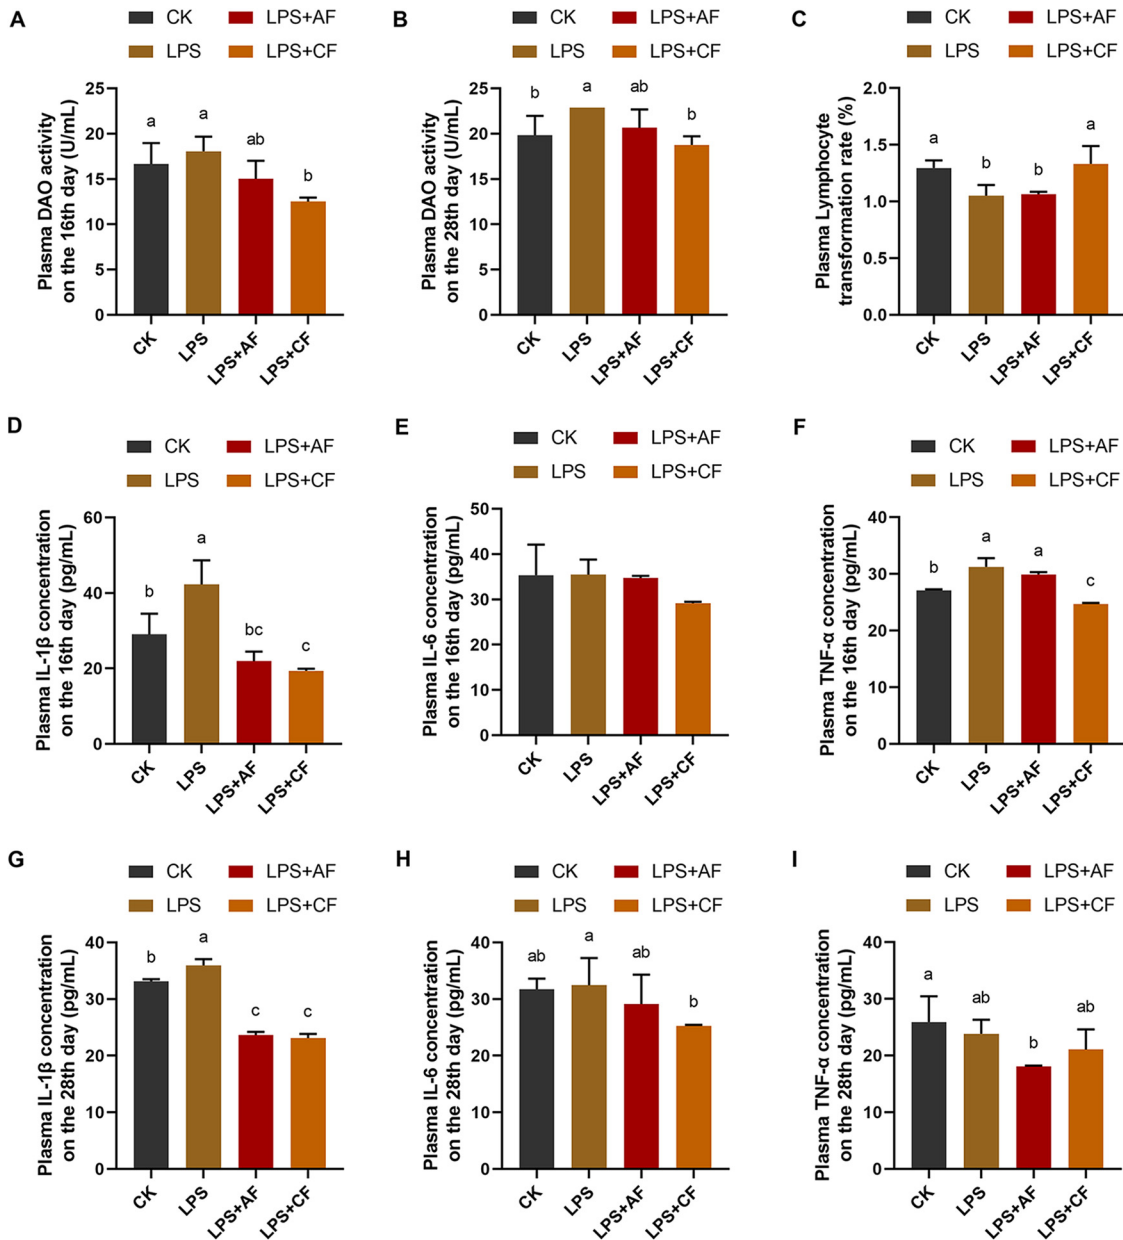 A
CK
LPS+AF
LPS
LPS+CF
Plasma DAO activity
on the 16th day (U/mL)
25
20
15
10
5
0
a
a
ab
b
CK
LPS
LPS+AF
LPS+CF
B
CK
LPS+AF
LPS
LPS+CF
Plasma DAO activity
on the 28th day (U/mL)
25
20
15
10
5
0
b
a
ab
b
CK
LPS
LPS+AF
LPS+CF
C
CK
LPS+AF
LPS
LPS+CF
Plasma Lymphocyte
transformation rate (%)
2.0
1.5
1.0
0.5
0.0
a
b
b
a
CK
LPS
LPS+AF
LPS+CF
D
CK
LPS+AF
LPS
LPS+CF
Plasma IL-1β concentration
on the 16th day (pg/mL)
60
40
20
0
b
a
bc
c
CK
LPS
LPS+AF
LPS+CF
E
CK
LPS+AF
LPS
LPS+CF
Plasma IL-6 concentration
on the 16th day (pg/mL)
50
40
30
20
10
0
CK
LPS
LPS+AF
LPS+CF
F
CK
LPS+AF
LPS
LPS+CF
Plasma TNF-α concentration
on the 16th day (pg/mL)
40
30
20
10
0
b
a
a
c
CK
LPS
LPS+AF
LPS+CF
G
CK
LPS+AF
LPS
LPS+CF
Plasma IL-1β concentration
on the 28th day (pg/mL)
40
30
20
10
0
b
a
c
c
CK
LPS
LPS+AF
LPS+CF
H
CK
LPS+AF
LPS
LPS+CF
Plasma IL-6 concentration
on the 28th day (pg/mL)
40
30
20
10
0
ab
a
ab
b
CK
LPS
LPS+AF
LPS+CF
I
CK
LPS+AF
LPS
LPS+CF
Plasma TNF-α concentration
on the 28th day (pg/mL)
40
30
20
10
0
a
ab
b
ab
CK
LPS
LPS+AF
LPS+CF